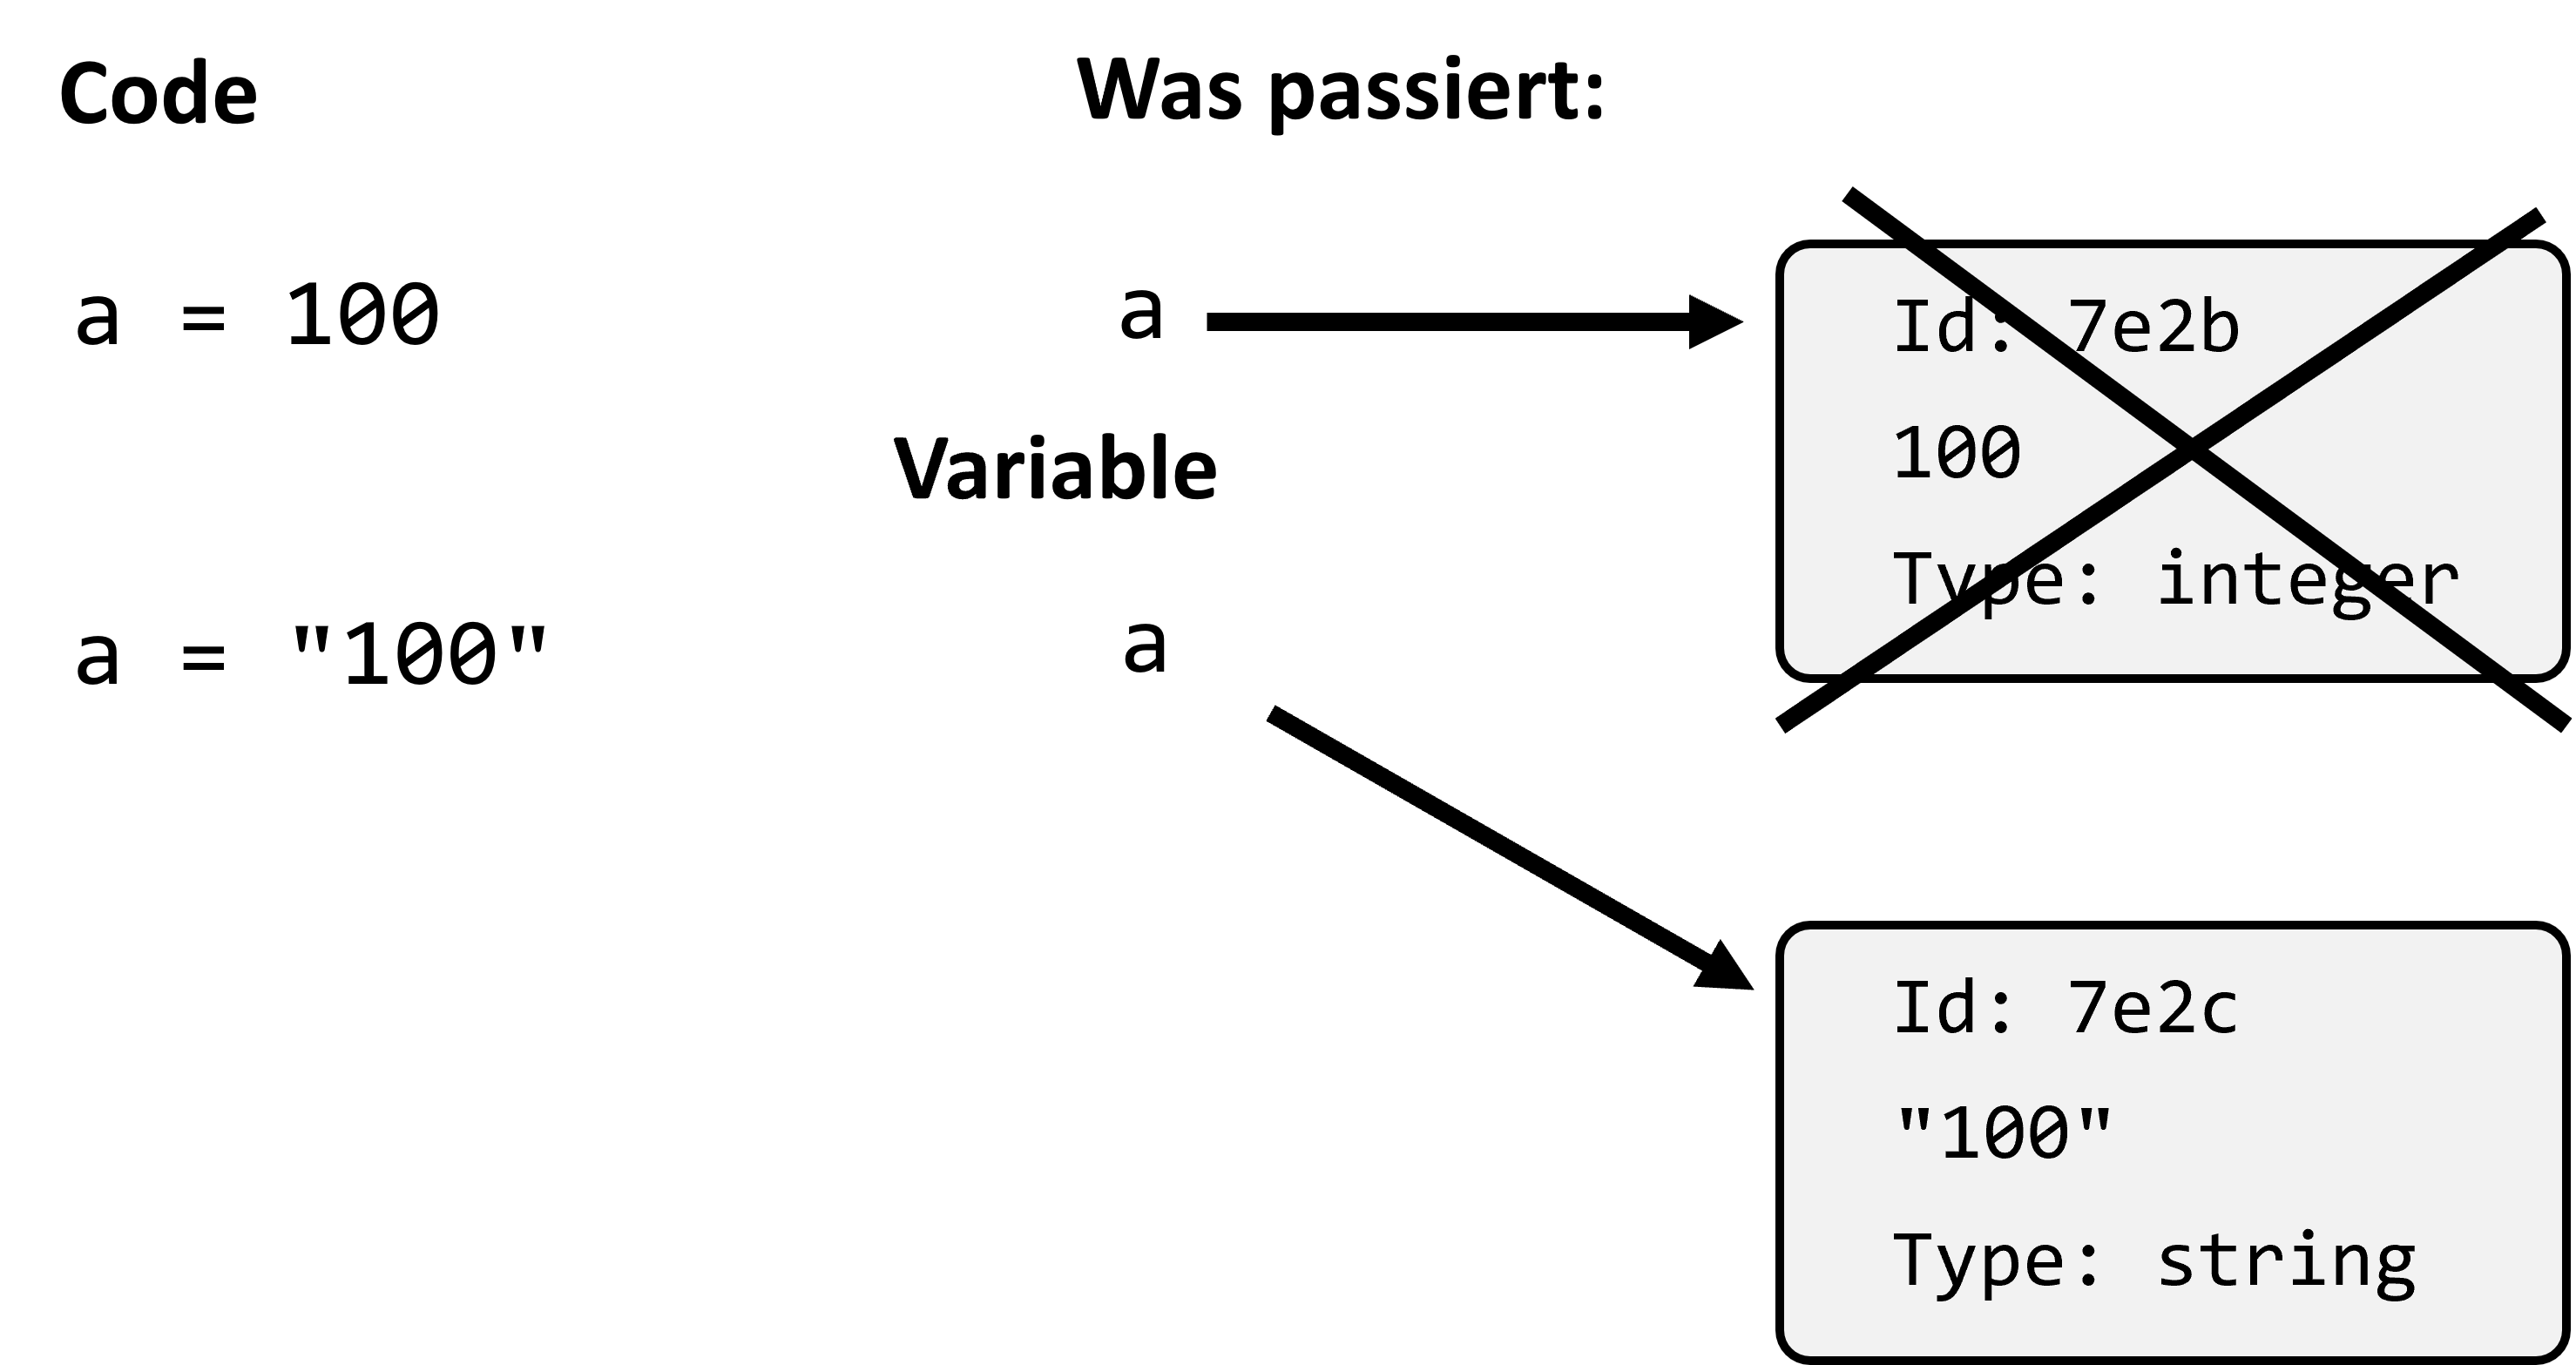 Code
Was passiert:
a = 100
a
Id: 7e2b
100
Type: integer
Variable
a = "100"
a
Id: 7e2c
"100"
Type: string